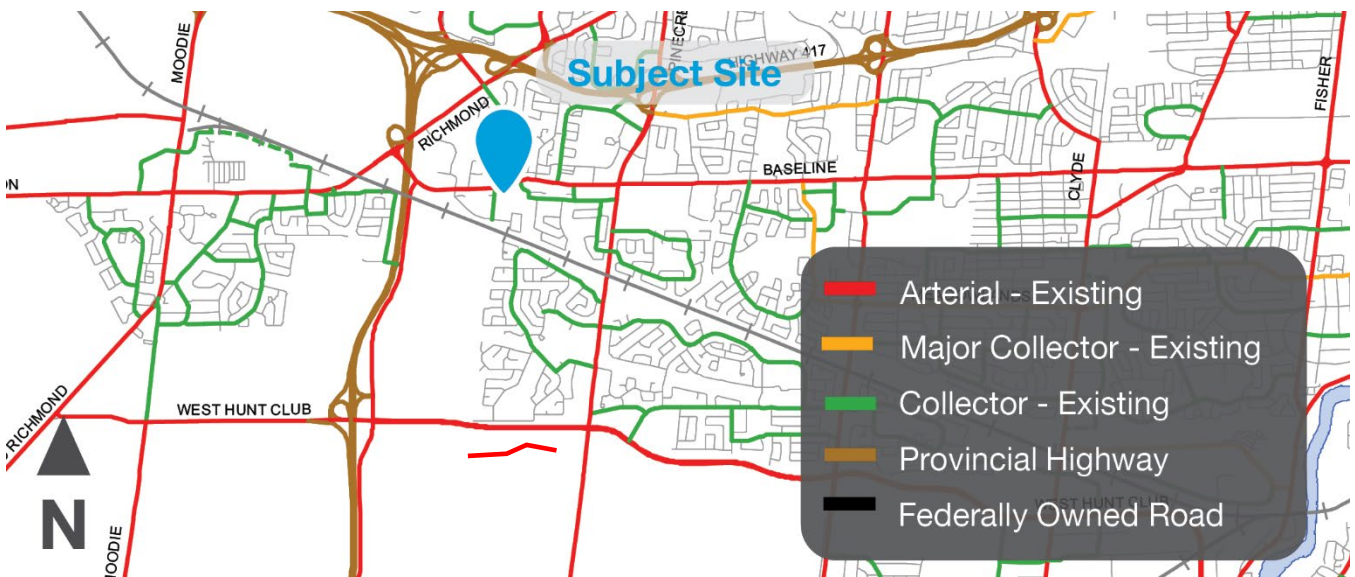 MOODIE
RICHMOND
HIGHWAY 417
Subject Site
BASELINE
CLYDE
FISHER
ON
RICHMOND
WEST HUNT CLUB
MOODIE
N
Arterial - Existing
Major Collector - Existing
Collector - Existing
Provincial Highway
WEST HUNT CLUB
Federally Owned Road